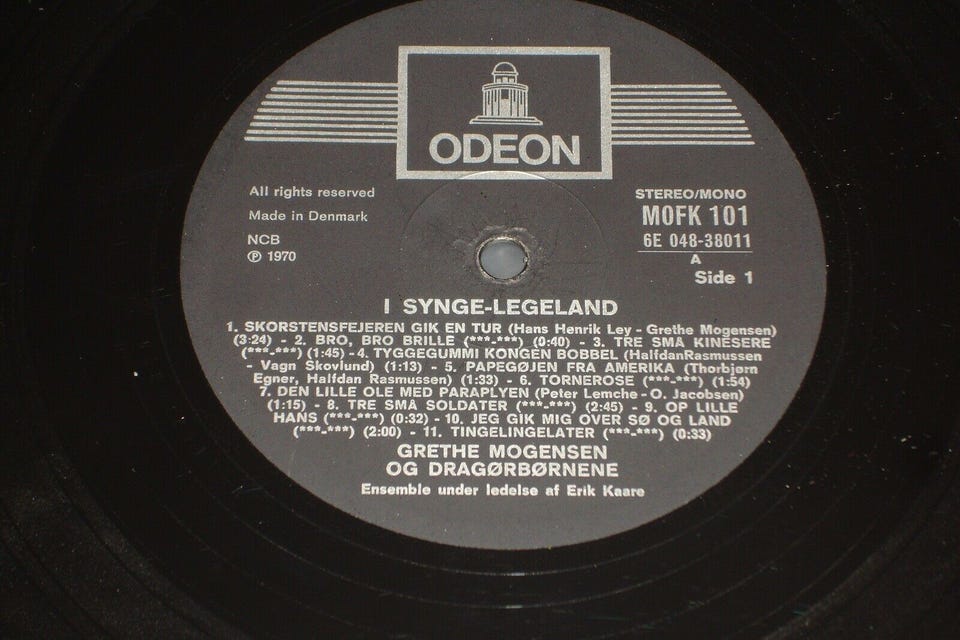 ODEON
All rights reserved
Made in Denmark
NCB
℗ 1970
STEREO/MONO
MOFK 101
6E 048-38011
A
Side 1
I SYNGE-LEGELAND
1. SKORSTENSFEJEREN GIK EN TUR (Hans Henrik Ley - Grethe Mogensen)
(3:24) - 2. BRO, BRO BRILLE (***-***) (0:40) - 3. TRE SMÅ KINESERE
(***-***) (1:45) - 4. TYGGEGUMMI KONGEN BOBBEL (HalfdanRasmussen
- Vagn Skovlund) (1:13) - 5. PAPEGØJEN FRA AMERIKA (Thorbjørn
Egner, Halfdan Rasmussen) (1:33) - 6. TORNEROSE (***-***) (1:54)
7. DEN LILLE OLE MED PARAPLYEN (Peter Lemche - O. Jacobsen)
(1:15) - 8. TRE SMÅ SOLDATER (***-***) (2:45) - 9. OP LILLE
HANS (***-***) (0:32) - 10. JEG GIK MIG OVER SØ OG LAND
(***-***) (2:00) - 11. TINGELINGELATER (***-***) (0:33)
GRETHE MOGENSEN
OG DRAGØRBØRNENE
Ensemble under ledelse af Erik Kaare